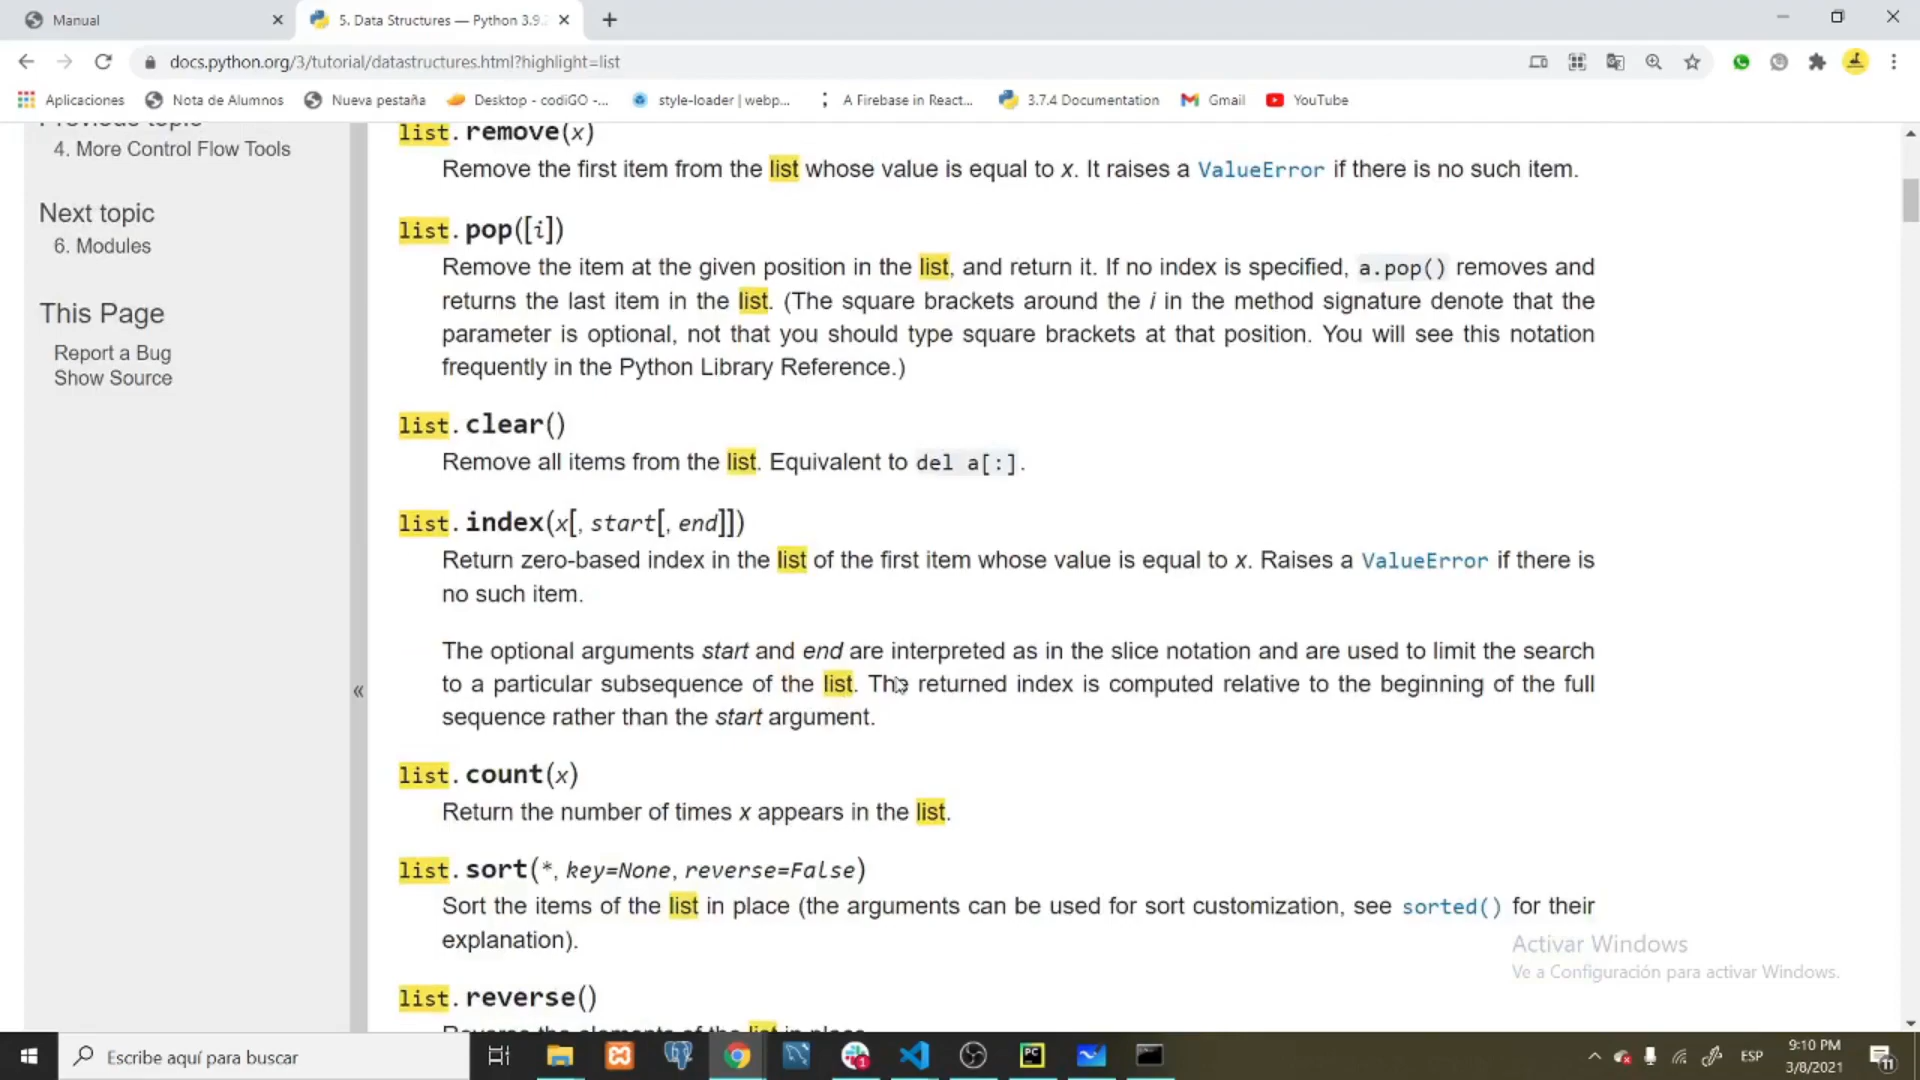 Manual
5. Data Structures — Python 3.9.
docs.python.org/3/tutorial/datastructures.html?highlight=list
Aplicaciones
Nota de Alumnos
Nueva pestaña
Desktop - codiGO -...
style-loader | webp...
A Firebase in React...
3.7.4 Documentation
Gmail
YouTube
Previous topic
4. More Control Flow Tools
Next topic
6. Modules
This Page
Report a Bug
Show Source
«
list.remove(x)
Remove the first item from the list whose value is equal to x. It raises a ValueError if there is no such item.
list.pop([i])
Remove the item at the given position in the list, and return it. If no index is specified, a.pop() removes and
returns the last item in the list. (The square brackets around the i in the method signature denote that the
parameter is optional, not that you should type square brackets at that position. You will see this notation
frequently in the Python Library Reference.)
list.clear()
Remove all items from the list. Equivalent to del a[:].
list.index(x[, start[, end]])
Return zero-based index in the list of the first item whose value is equal to x. Raises a ValueError if there is
no such item.
The optional arguments start and end are interpreted as in the slice notation and are used to limit the search
to a particular subsequence of the list. The returned index is computed relative to the beginning of the full
sequence rather than the start argument.
list.count(x)
Return the number of times x appears in the list.
list.sort(*, key=None, reverse=False)
Sort the items of the list in place (the arguments can be used for sort customization, see sorted() for their
explanation).
list.reverse()
Reverse the elements of the list in place.
Activar Windows
Ve a Configuración para activar Windows.
Escribe aquí para buscar
PC
1
ESP
9:10 PM
3/8/2021
11